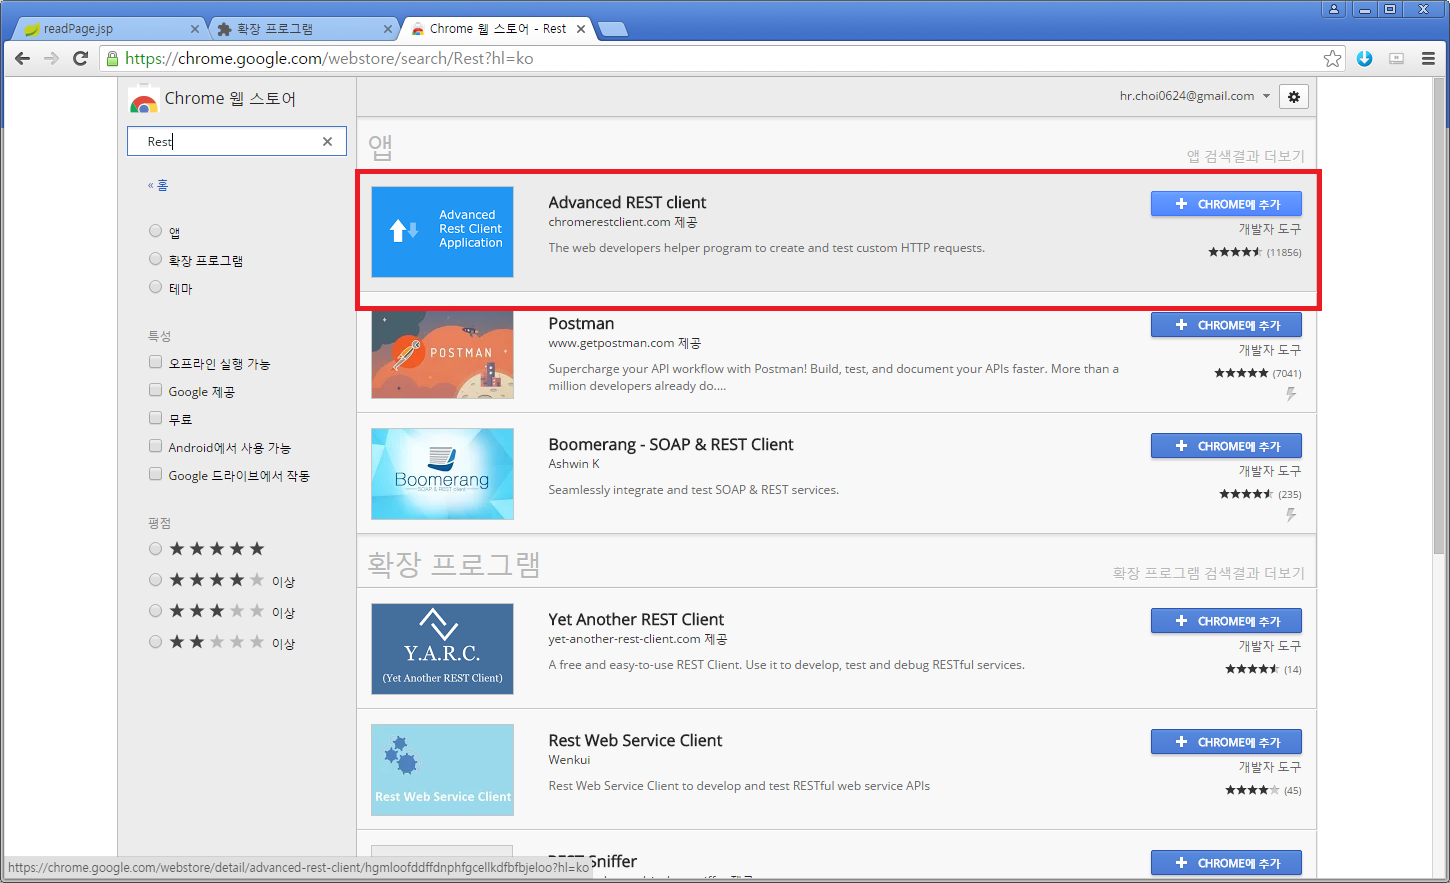 readPage.jsp
확장 프로그램
Chrome 웹 스토어 - Rest
https://chrome.google.com/webstore/search/Rest?hl=ko
Chrome 웹 스토어
hr.choi0624@gmail.com
Rest
« 홈
앱
확장 프로그램
테마
특성
오프라인 실행 가능
Google 제공
무료
Android에서 사용 가능
Google 드라이브에서 작동
평점
이상
이상
이상
앱
앱 검색결과 더보기
Advanced
Rest Client
Application
Advanced REST client
chromerestclient.com 제공
The web developers helper program to create and test custom HTTP requests.
CHROME에 추가
개발자 도구
(11856)
POSTMAN
Postman
www.getpostman.com 제공
Supercharge your API workflow with Postman! Build, test, and document your APIs faster. More than a
million developers already do....
CHROME에 추가
개발자 도구
(7041)
Boomerang
SOAP & REST client
Boomerang - SOAP & REST Client
Ashwin K
Seamlessly integrate and test SOAP & REST services.
CHROME에 추가
개발자 도구
(235)
확장 프로그램
확장 프로그램 검색결과 더보기
Y.A.R.C.
(Yet Another REST Client)
Yet Another REST Client
yet-another-rest-client.com 제공
A free and easy-to-use REST Client. Use it to develop, test and debug RESTful services.
CHROME에 추가
개발자 도구
(14)
Rest Web Service Client
Rest Web Service Client
Wenkui
Rest Web Service Client to develop and test RESTful web service APIs
CHROME에 추가
개발자 도구
(45)
Sniffer
CHROME에 추가
https://chrome.google.com/webstore/detail/advanced-rest-client/hgmloofddffdnphfgcellkdfbfbjeloo?hl=ko